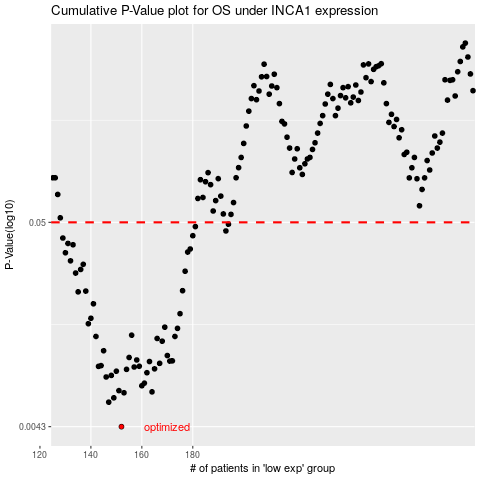 Cumulative P-Value plot for OS under INCA1 expression
P-Value(log10)
0.05
0.0043
optimized
120 140 160 180
# of patients in 'low exp' group